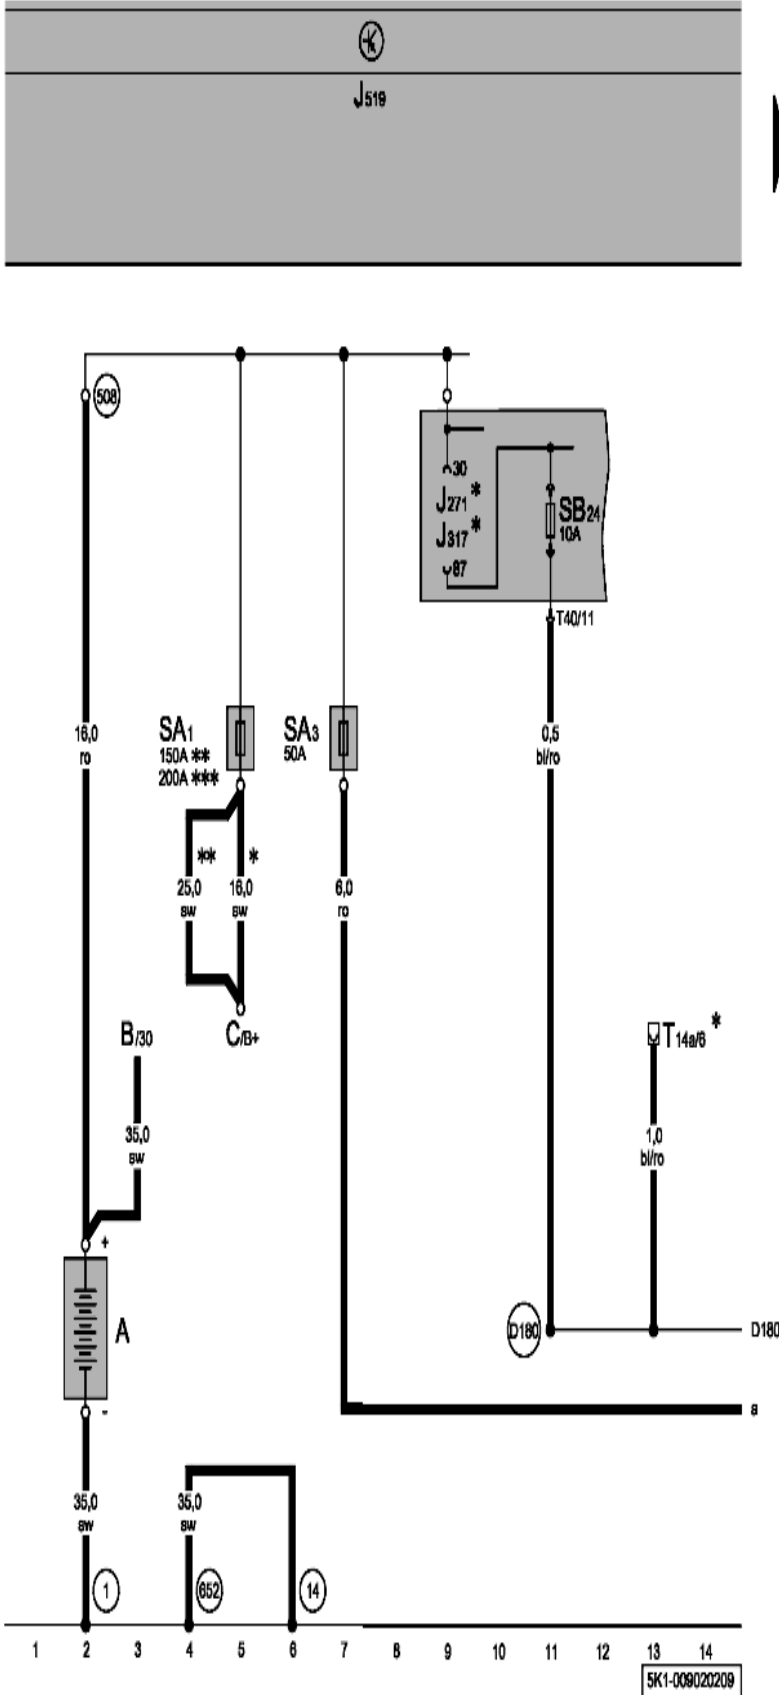 J519
508
30
J271 *
J317 *
87
SB24
10A
T40/11
16,0
ro
SA1
150A **
200A ***
SA3
50A
0,5
bl/ro
**
*
25,0
sw
16,0
sw
6,0
ro
B/30
C/B+
T14a/6 *
35,0
sw
1,0
bl/ro
+
A
D180
D180
-
a
35,0
sw
35,0
sw
1
652
14
1 2 3 4 5 6 7 8 9 10 11 12 13 14
5K1-009020209